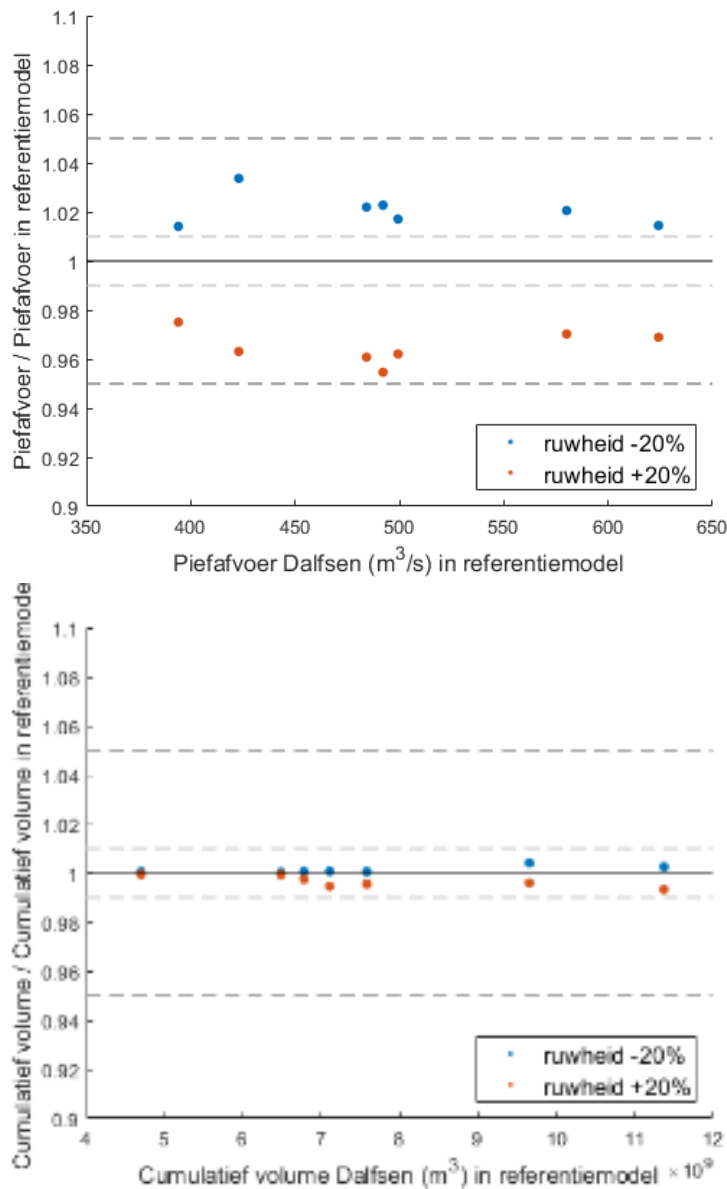 1.1
1.08
1.06
1.04
1.02
1
0.98
0.96
0.94
0.92
0.9
Piefafvoer / Piefafvoer in referentiemodel
ruwheid -20%
ruwheid +20%
350 400 450 500 550 600 650
Piefafvoer Dalfsen (m³/s) in referentiemodel
1.1
1.08
1.06
1.04
1.02
1
0.98
0.96
0.94
0.92
0.9
Cumulatief volume / Cumulatief volume in referentiemode
ruwheid -20%
ruwheid +20%
4 5 6 7 8 9 10 11 12
Cumulatief volume Dalfsen (m³) in referentiemodel ×10⁹